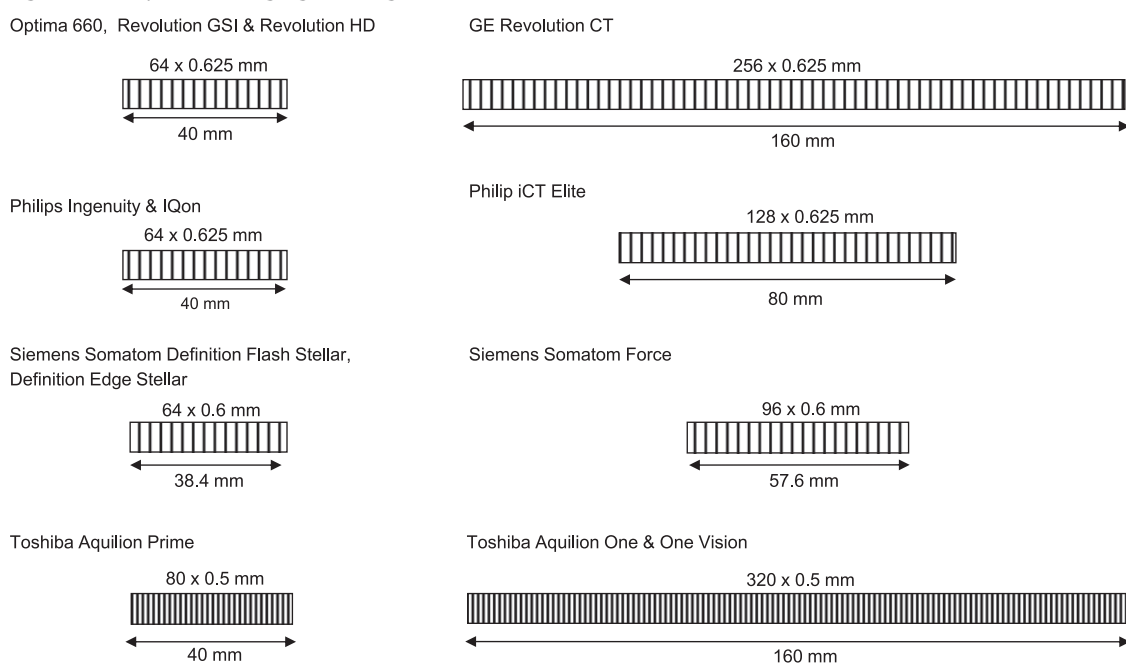 Optima 660, Revolution GSI & Revolution HD
64 x 0.625 mm
40 mm
GE Revolution CT
256 x 0.625 mm
160 mm
Philips Ingenuity & IQon
64 x 0.625 mm
40 mm
Philip iCT Elite
128 x 0.625 mm
80 mm
Siemens Somatom Definition Flash Stellar,
Definition Edge Stellar
64 x 0.6 mm
38.4 mm
Siemens Somatom Force
96 x 0.6 mm
57.6 mm
Toshiba Aquilion Prime
80 x 0.5 mm
40 mm
Toshiba Aquilion One & One Vision
320 x 0.5 mm
160 mm